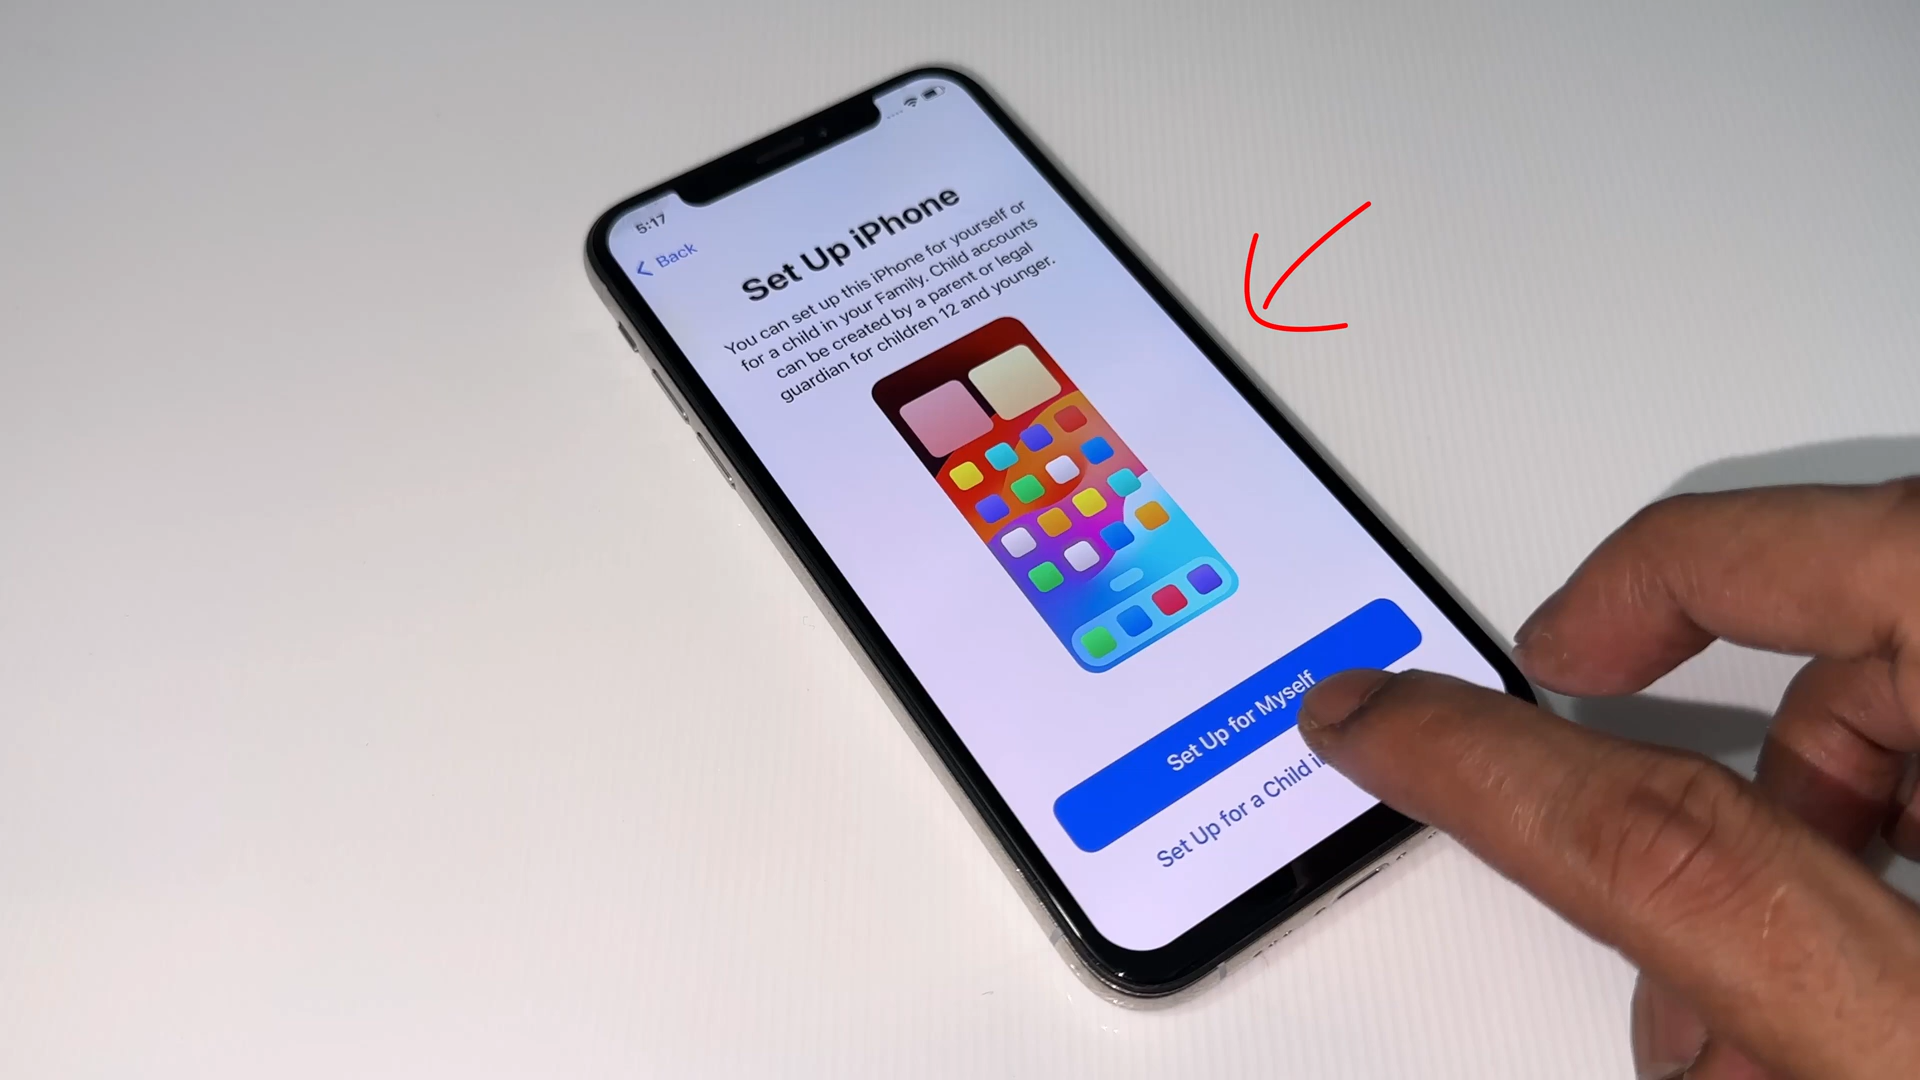 5:17
Back
Set Up iPhone
You can set up this iPhone for yourself or
for a child in your Family. Child accounts
can be created by a parent or legal
guardian for children 12 and younger.
Set Up for Myself
Set Up for a Child